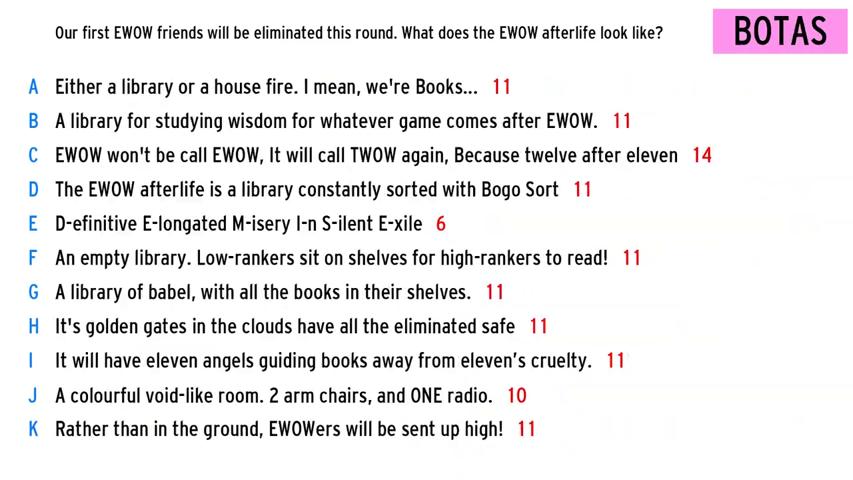 Our first EWOW friends will be eliminated this round. What does the EWOW afterlife look like?
BOTAS
A Either a library or a house fire. I mean, we're Books... 11
B A library for studying wisdom for whatever game comes after EWOW. 11
C EWOW won't be call EWOW, It will call TWOW again, Because twelve after eleven 14
D The EWOW afterlife is a library constantly sorted with Bogo Sort 11
E D-efinitive E-longated M-isery I-n S-ilent E-xile 6
F An empty library. Low-rankers sit on shelves for high-rankers to read! 11
G A library of babel, with all the books in their shelves. 11
H It's golden gates in the clouds have all the eliminated safe 11
I It will have eleven angels guiding books away from eleven’s cruelty. 11
J A colourful void-like room. 2 arm chairs, and ONE radio. 10
K Rather than in the ground, EWOWers will be sent up high! 11